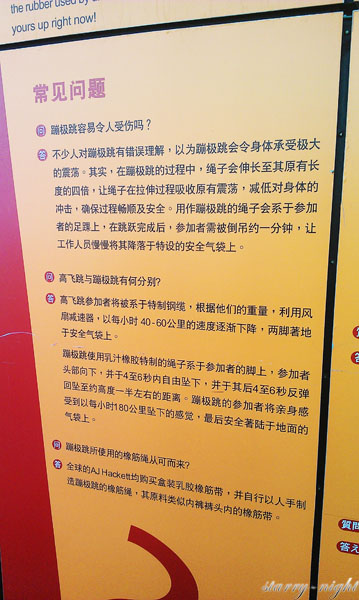 the rubber used by
yours up right now!
常见问题
问 蹦极跳容易令人受伤吗？
答 不少人对蹦极跳有错误理解，以为蹦极跳会令身体承受极大
的震荡。其实，在蹦极跳的过程中，绳子会伸长至其原有长
度的四倍，让绳子在拉伸过程吸收原有震荡，减低对身体的
冲击，确保过程畅顺及安全。用作蹦极跳的绳子会系于参加
者的足踝上，在跳跃完成后，参加者需被倒吊约一分钟，让
工作人员慢慢将其降落于特设的安全气袋上。
问 高飞跳与蹦极跳有何分别?
答 高飞跳参加者将被系于特制钢缆，根据他们的重量，利用风
扇减速器，以每小时 40-60公里的速度逐渐下降，两脚著地
于安全气袋上。
蹦极跳使用乳汁橡胶特制的绳子系于参加者的脚上，参加者
头部向下，并于4至6秒内自由坠下，并于其后4至6秒反弹
回坠至约高度一半左右的距离。蹦极跳的参加者将亲身感
受到以每小时180公里坠下的感觉，最后安全著陆于地面的
气袋上。
问 蹦极跳所使用的橡筋绳从可而来?
答 全球的AJ Hackett均购买盒装乳胶橡筋带，并自行以人手制
造蹦极跳的橡筋绳，其原料类似内裤裤头内的橡筋带。
質問
答え
starry-night